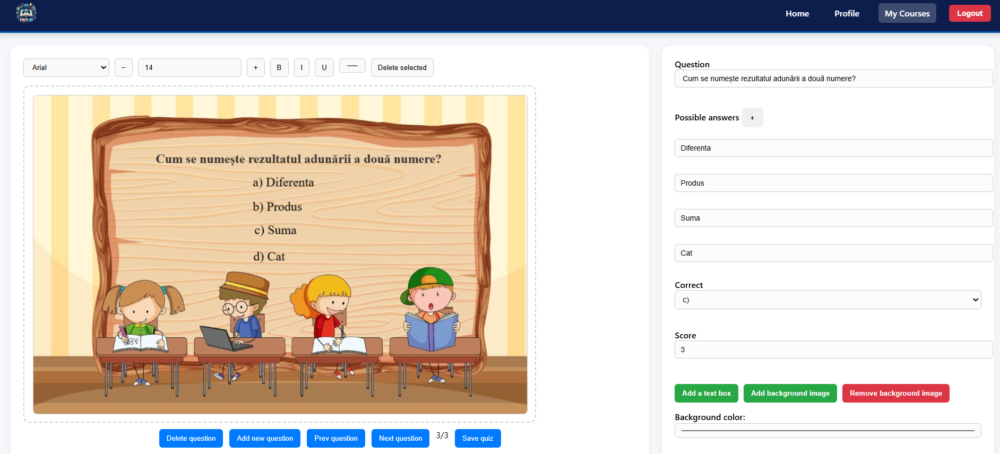 EDUPLAY
Home
Profile
My Courses
Logout
Arial
−
14
+
B
I
U
Delete selected
Cum se numește rezultatul adunării a două numere?
a) Diferenta
b) Produs
c) Suma
d) Cat
Delete question
Add new question
Prev question
Next question
3/3
Save quiz
Question
Cum se numește rezultatul adunării a două numere?
Possible answers
+
Diferenta
Produs
Suma
Cat
Correct
c)
Score
3
Add a text box
Add background image
Remove background image
Background color: